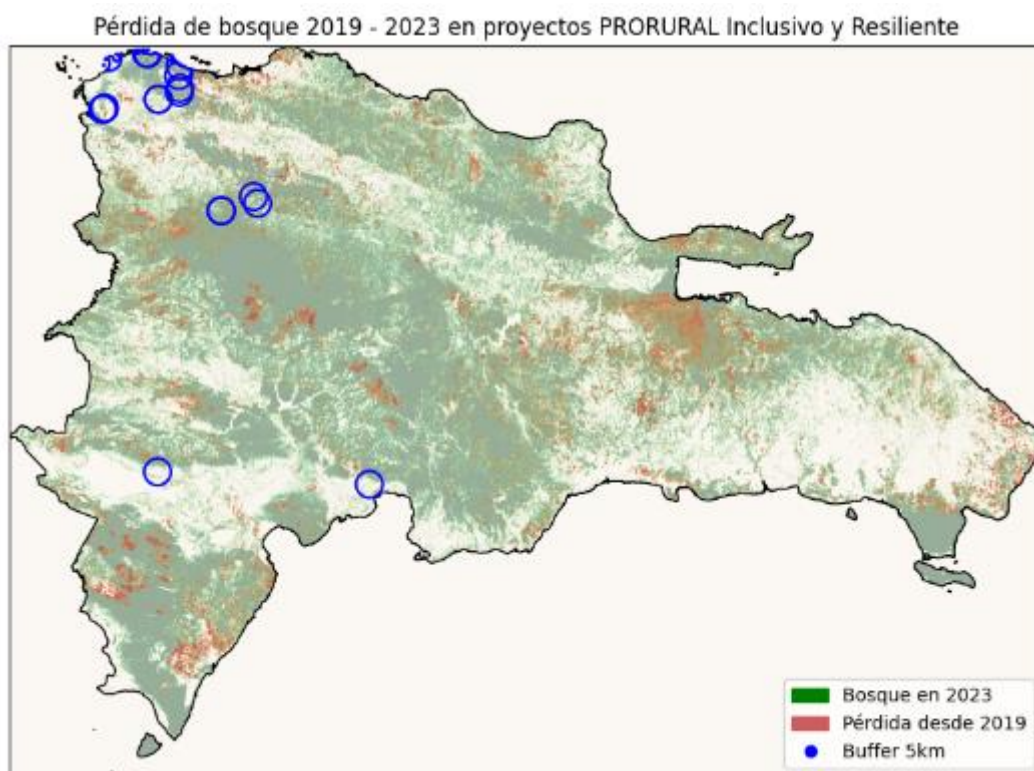 Pérdida de bosque 2019 - 2023 en proyectos PRORURAL Inclusivo y Resiliente
Bosque en 2023
Pérdida desde 2019
Buffer 5km